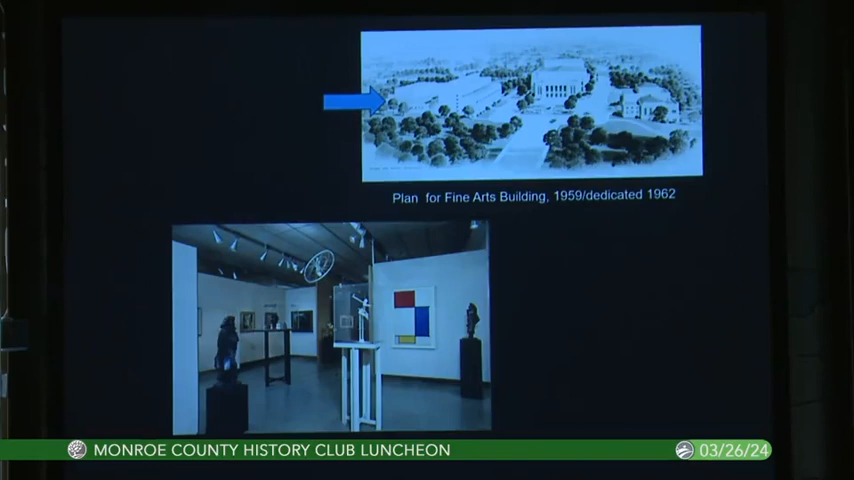 Plan for Fine Arts Building, 1959/dedicated 1962
MONROE COUNTY HISTORY CLUB LUNCHEON
03/26/24